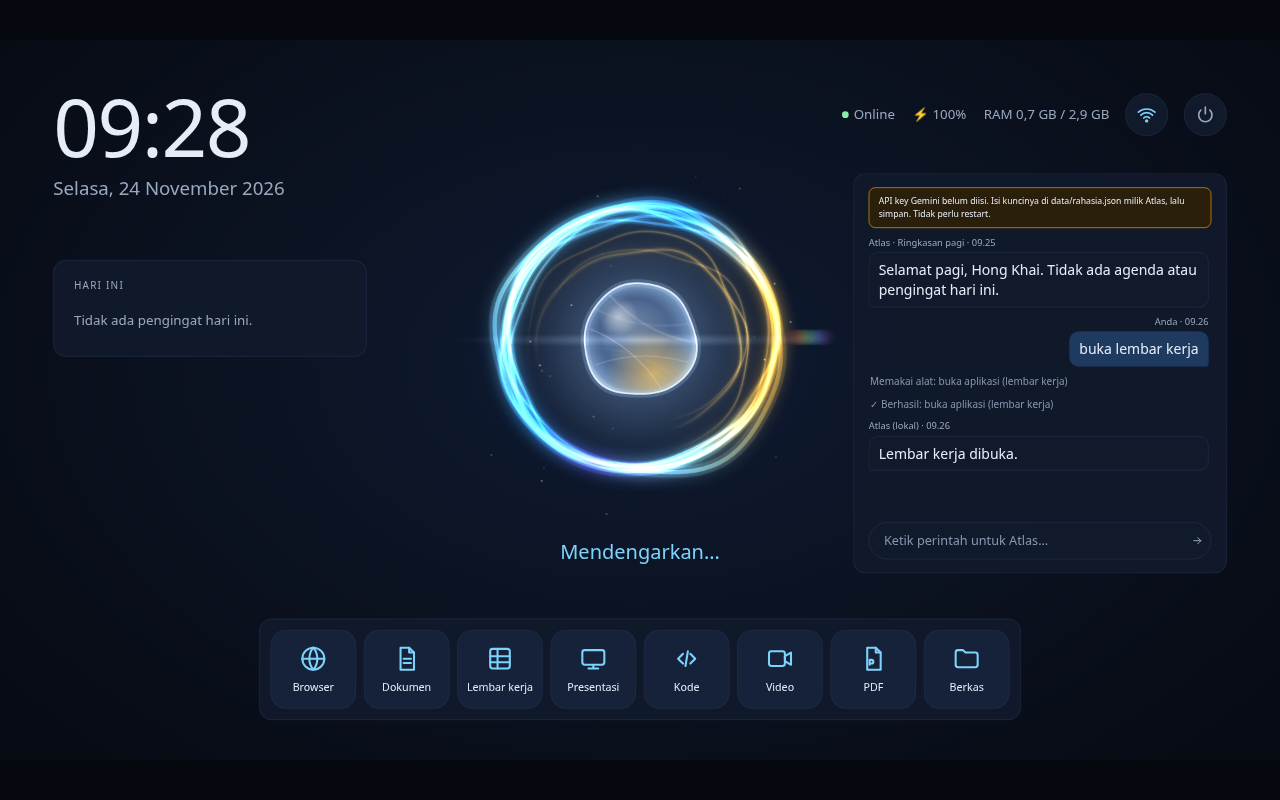 09:28
Selasa, 24 November 2026
Online
⚡ 100%
RAM 0,7 GB / 2,9 GB
HARI INI
Tidak ada pengingat hari ini.
Mendengarkan...
API key Gemini belum diisi. Isi kuncinya di data/rahasia.json milik Atlas, lalu
simpan. Tidak perlu restart.
Atlas · Ringkasan pagi · 09.25
Selamat pagi, Hong Khai. Tidak ada agenda atau
pengingat hari ini.
Anda · 09.26
buka lembar kerja
Memakai alat: buka aplikasi (lembar kerja)
✓ Berhasil: buka aplikasi (lembar kerja)
Atlas (lokal) · 09.26
Lembar kerja dibuka.
Ketik perintah untuk Atlas...
Browser
Dokumen
Lembar kerja
Presentasi
Kode
Video
PDF
Berkas